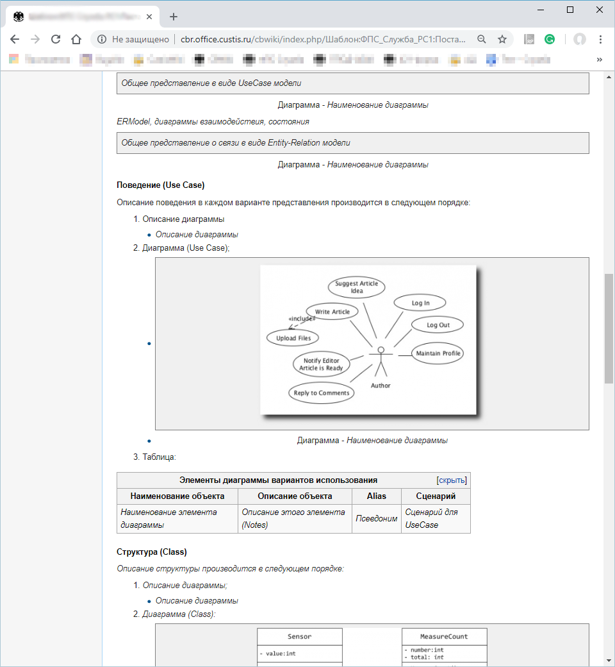 Не защищено | cbr.office.custis.ru/cbwiki/index.php/Шаблон:ФПС_Служба_РС1:Поста...
Общее представление в виде UseCase модели
Диаграмма - Наименование диаграммы
ERModel, диаграммы взаимодействия, состояния
Общее представление о связи в виде Entity-Relation модели
Диаграмма - Наименование диаграммы
Поведение (Use Case)
Описание поведения в каждом варианте представления производится в следующем порядке:
1. Описание диаграммы
• Описание диаграммы
2. Диаграмма (Use Case);
Suggest Article
Idea
Log In
Write Article
«include»
Log Out
Upload Files
Maintain Profile
Notify Editor
Article is Ready
Author
Reply to Comments
Диаграмма - Наименование диаграммы
3. Таблица:
Элементы диаграммы вариантов использования [скрыть]
Наименование объекта Описание объекта Alias Сценарий
Наименование элемента диаграммы Описание этого элемента (Notes) Псевдоним Сценарий для UseCase
Структура (Class)
Описание структуры производится в следующем порядке:
1. Описание диаграммы;
• Описание диаграммы
2. Диаграмма (Class):
Sensor MeasureCount
- value:int
- number:int
- total: int